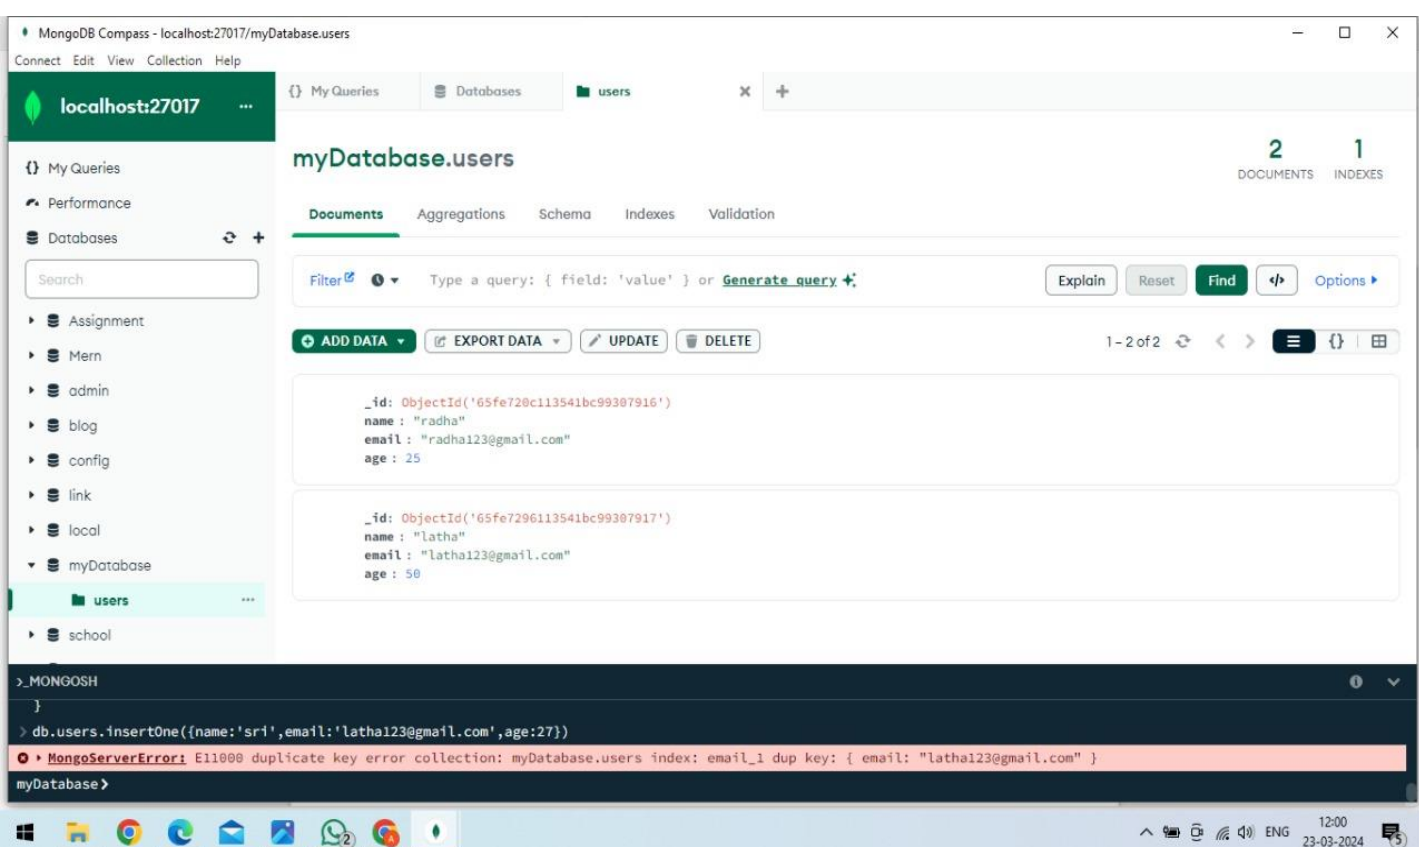 MongoDB Compass - localhost:27017/myDatabase.users
Connect Edit View Collection Help
localhost:27017 ...
{} My Queries
Databases
users
My Queries
Performance
Databases
Search
Assignment
Mern
admin
blog
config
link
local
myDatabase
users
school
myDatabase.users
2 DOCUMENTS
1 INDEXES
Documents Aggregations Schema Indexes Validation
Filter Type a query: { field: 'value' } or Generate query Explain Reset Find </> Options
ADD DATA EXPORT DATA UPDATE DELETE 1 – 2 of 2 {}
_id: ObjectId('65fe720c113541bc99307916')
name : "radha"
email : "radha123@gmail.com"
age : 25
_id: ObjectId('65fe7296113541bc99307917')
name : "latha"
email : "latha123@gmail.com"
age : 50
>_MONGOSH
}
> db.users.insertOne({name:'sri',email:'latha123@gmail.com',age:27})
MongoServerError: E11000 duplicate key error collection: myDatabase.users index: email_1 dup key: { email: "latha123@gmail.com" }
myDatabase>
2
ENG
12:00
23-03-2024
5